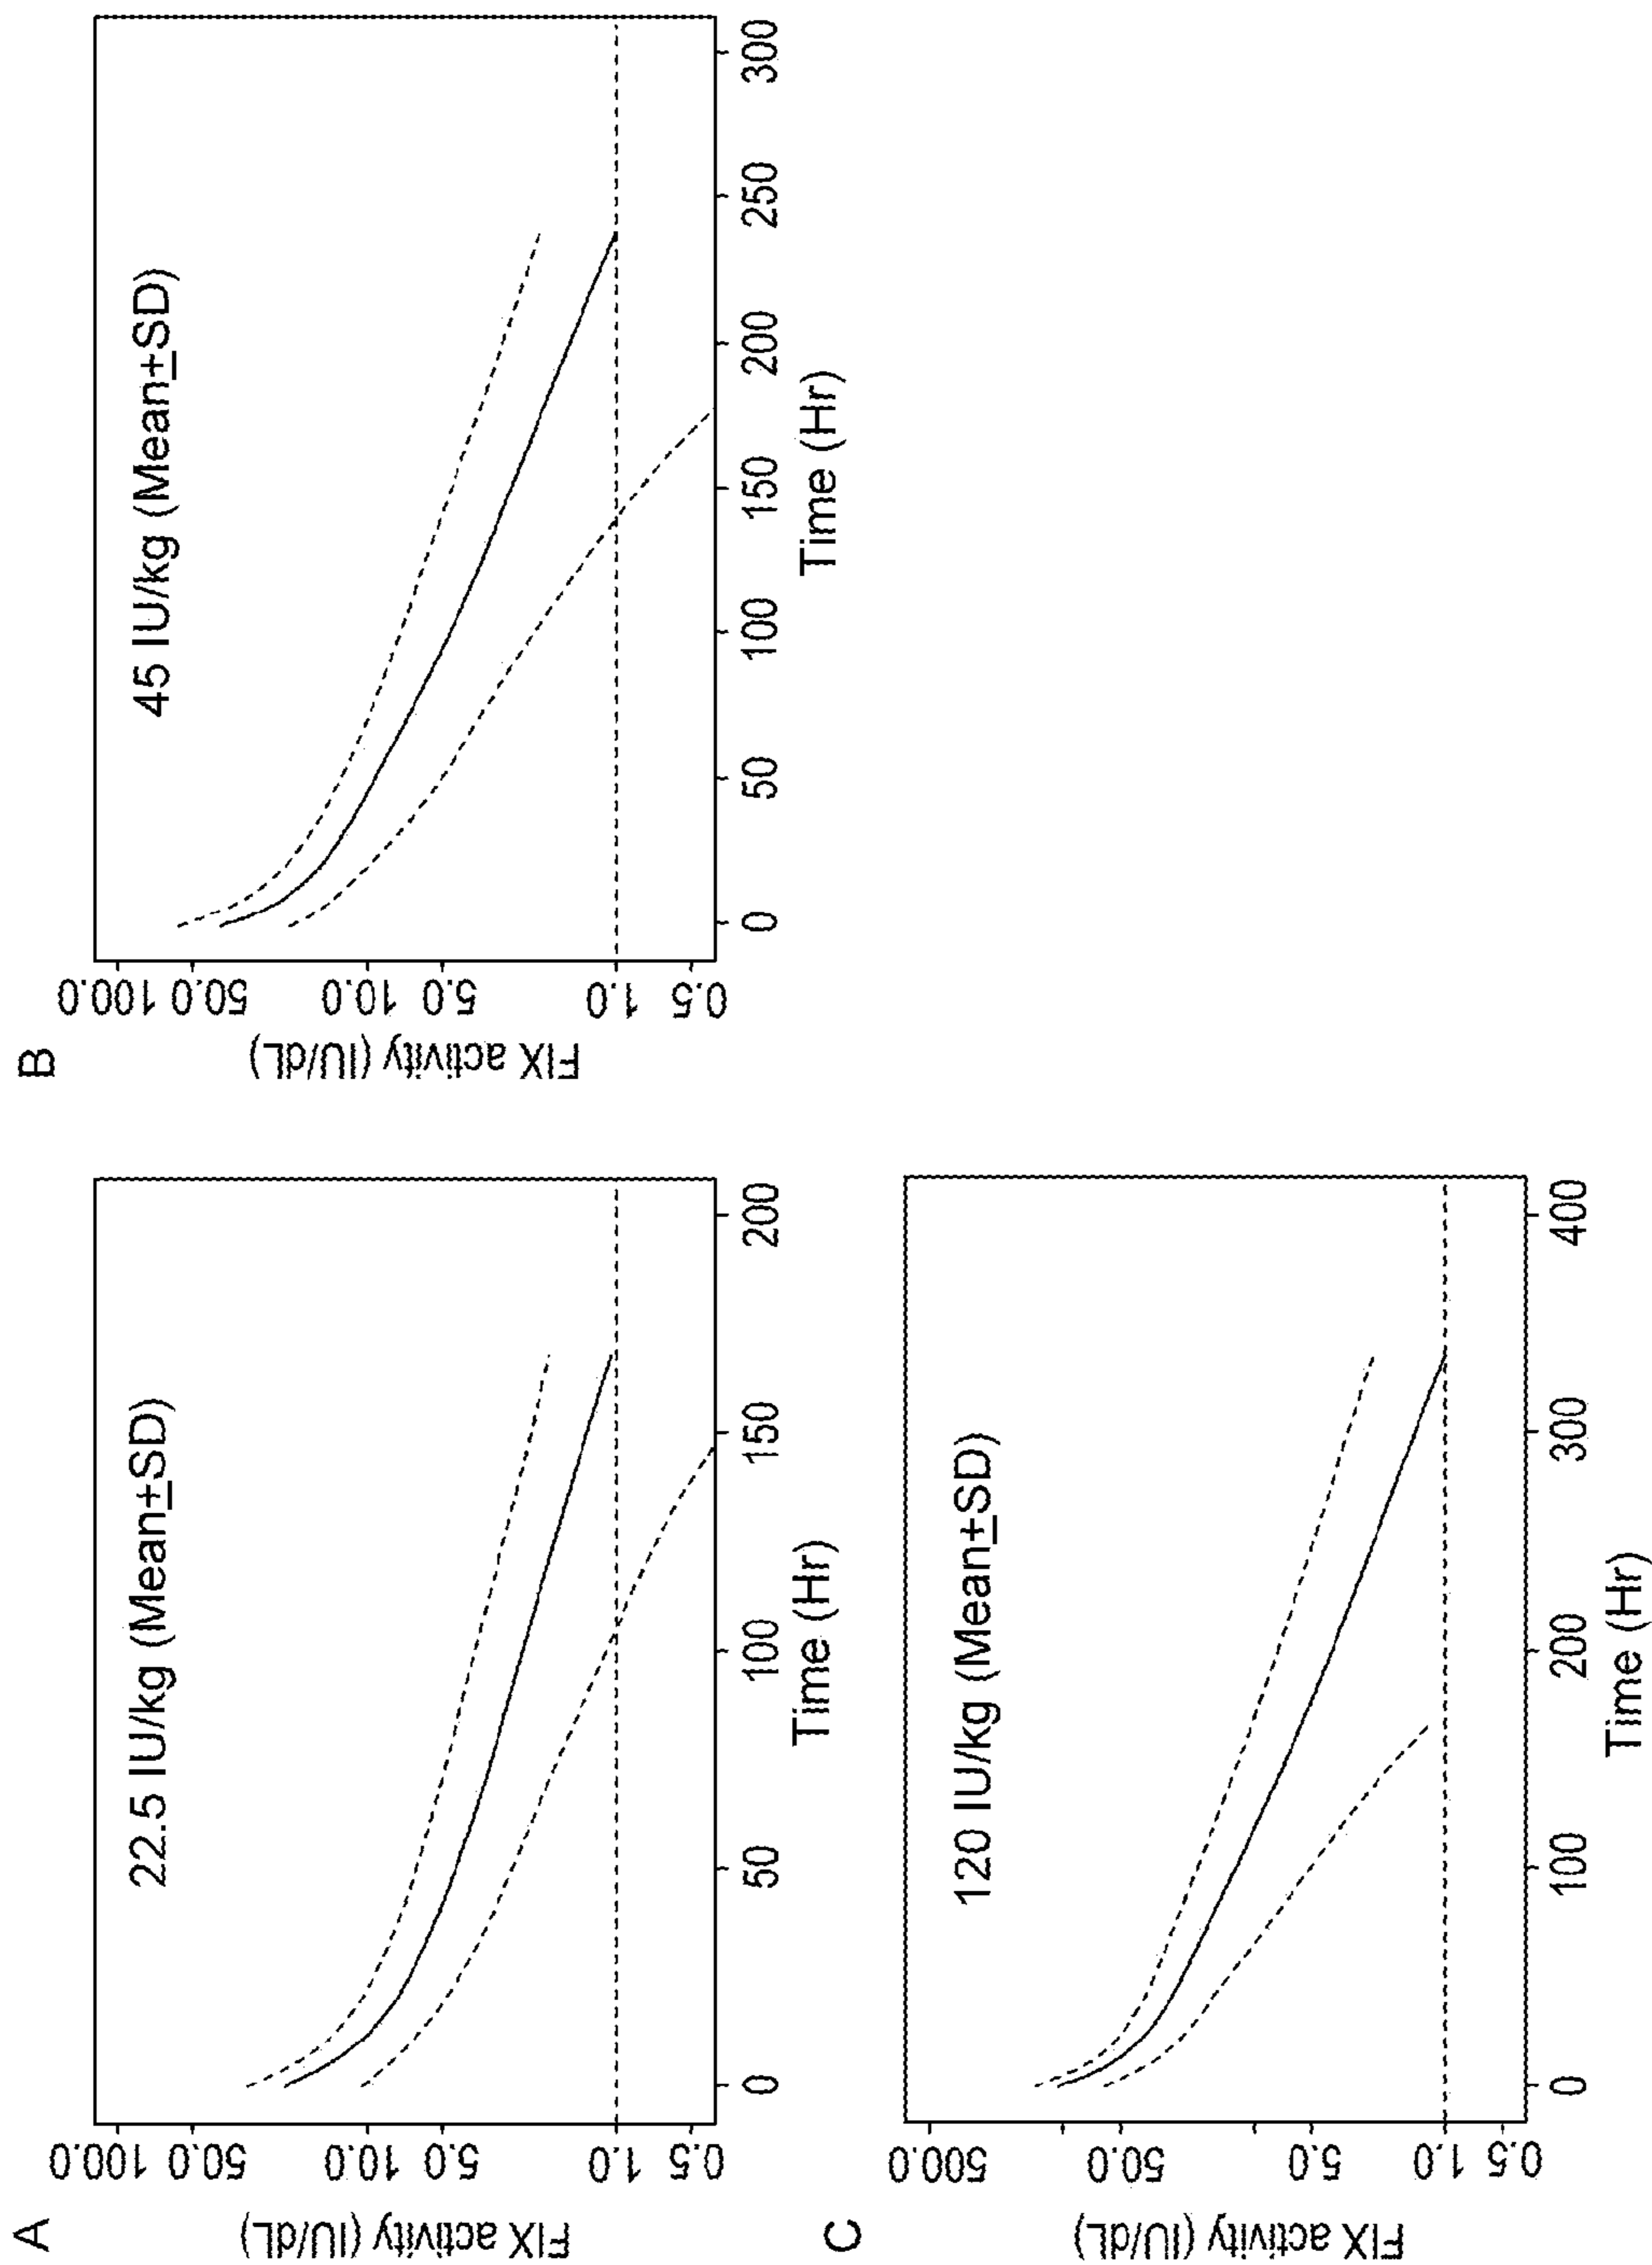 A
22.5 IU/kg (Mean±SD)
FIX activity (IU/dL)
100.0
50.0
10.0
5.0
1.0
0.5
0 50 100 150 200
Time (Hr)
B
45 IU/kg (Mean±SD)
FIX activity (IU/dL)
100.0
50.0
10.0
5.0
1.0
0.5
0 50 100 150 200 250 300
Time (Hr)
C
120 IU/kg (Mean±SD)
FIX activity (IU/dL)
500.0
50.0
5.0
1.0
0.5
0 100 200 300 400
Time (Hr)